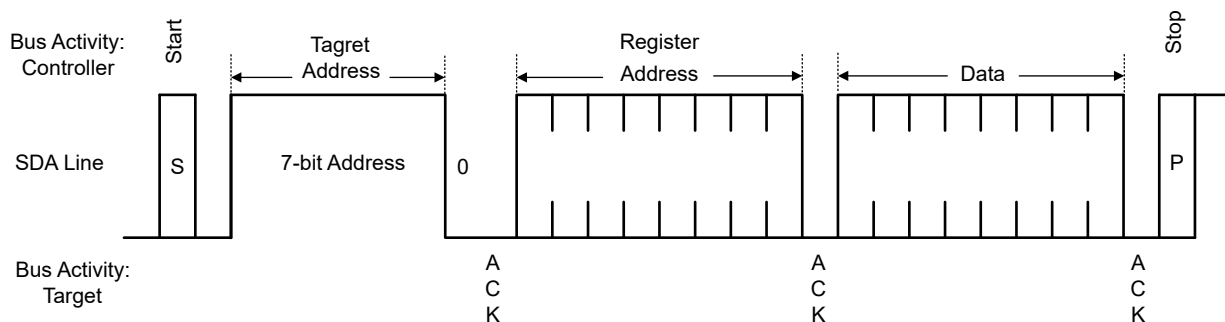 Bus Activity:
Controller
Start
Tagret
Address
Register
Address
Data
Stop
SDA Line
S
7-bit Address
0
P
Bus Activity:
Target
A
C
K
A
C
K
A
C
K